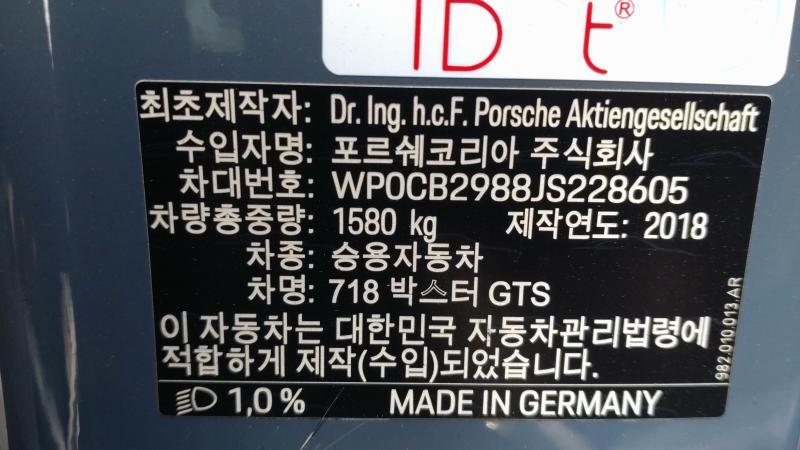 ID t®
최초제작자: Dr. Ing. h.c.F. Porsche Aktiengesellschaft
수입자명: 포르쉐코리아 주식회사
차대번호: WP0CB2988JS228605
차량총중량: 1580 kg 제작연도: 2018
차종: 승용자동차
차명: 718 박스터 GTS
이 자동차는 대한민국 자동차관리법령에
적합하게 제작(수입)되었습니다.
1,0 % MADE IN GERMANY
982.010.013.AR